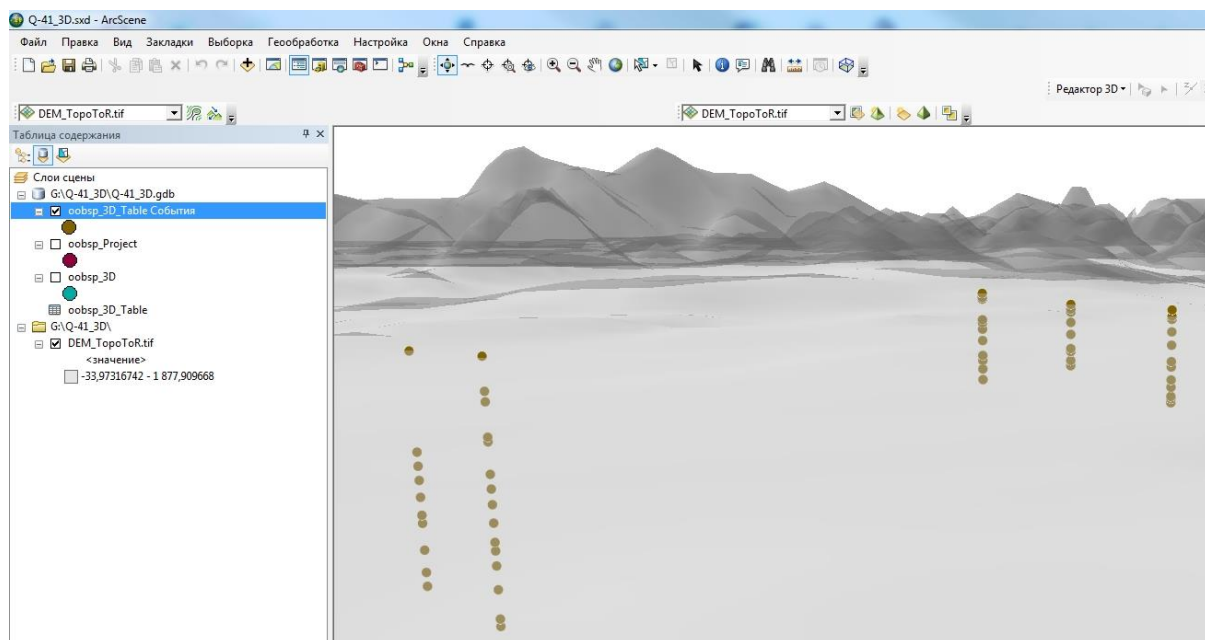 Q-41_3D.sxd - ArcScene
Файл Правка Вид Закладки Выборка Геообработка Настройка Окна Справка
Редактор 3D
DEM_TopoToR.tif DEM_TopoToR.tif
Таблица содержания
Слои сцены
G:\Q-41_3D\Q-41_3D.gdb
oobsp_3D_Table События
oobsp_Project
oobsp_3D
oobsp_3D_Table
G:\Q-41_3D\
DEM_TopoToR.tif
<значение>
-33,97316742 - 1 877,909668